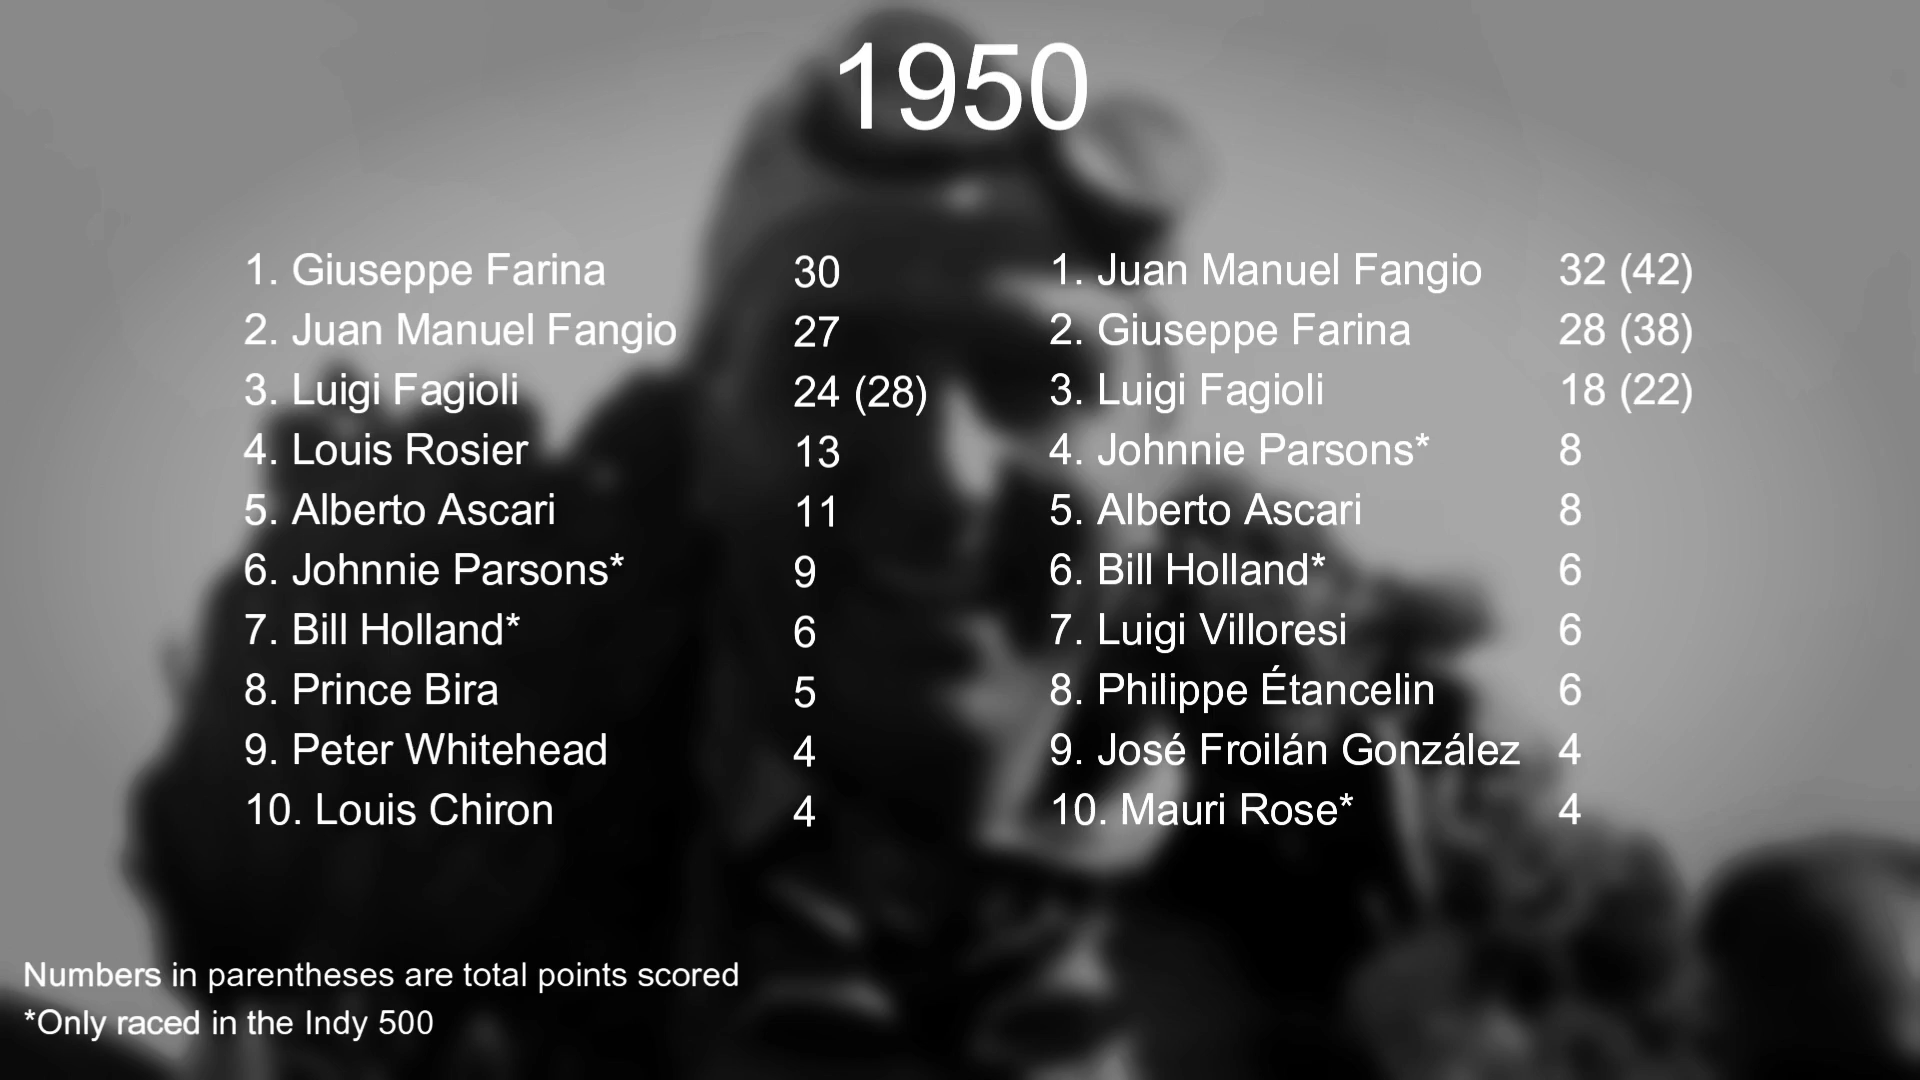 1950
1. Giuseppe Farina 30
2. Juan Manuel Fangio 27
3. Luigi Fagioli 24 (28)
4. Louis Rosier 13
5. Alberto Ascari 11
6. Johnnie Parsons* 9
7. Bill Holland* 6
8. Prince Bira 5
9. Peter Whitehead 4
10. Louis Chiron 4
1. Juan Manuel Fangio 32 (42)
2. Giuseppe Farina 28 (38)
3. Luigi Fagioli 18 (22)
4. Johnnie Parsons* 8
5. Alberto Ascari 8
6. Bill Holland* 6
7. Luigi Villoresi 6
8. Philippe Étancelin 6
9. José Froilán González 4
10. Mauri Rose* 4
Numbers in parentheses are total points scored
*Only raced in the Indy 500